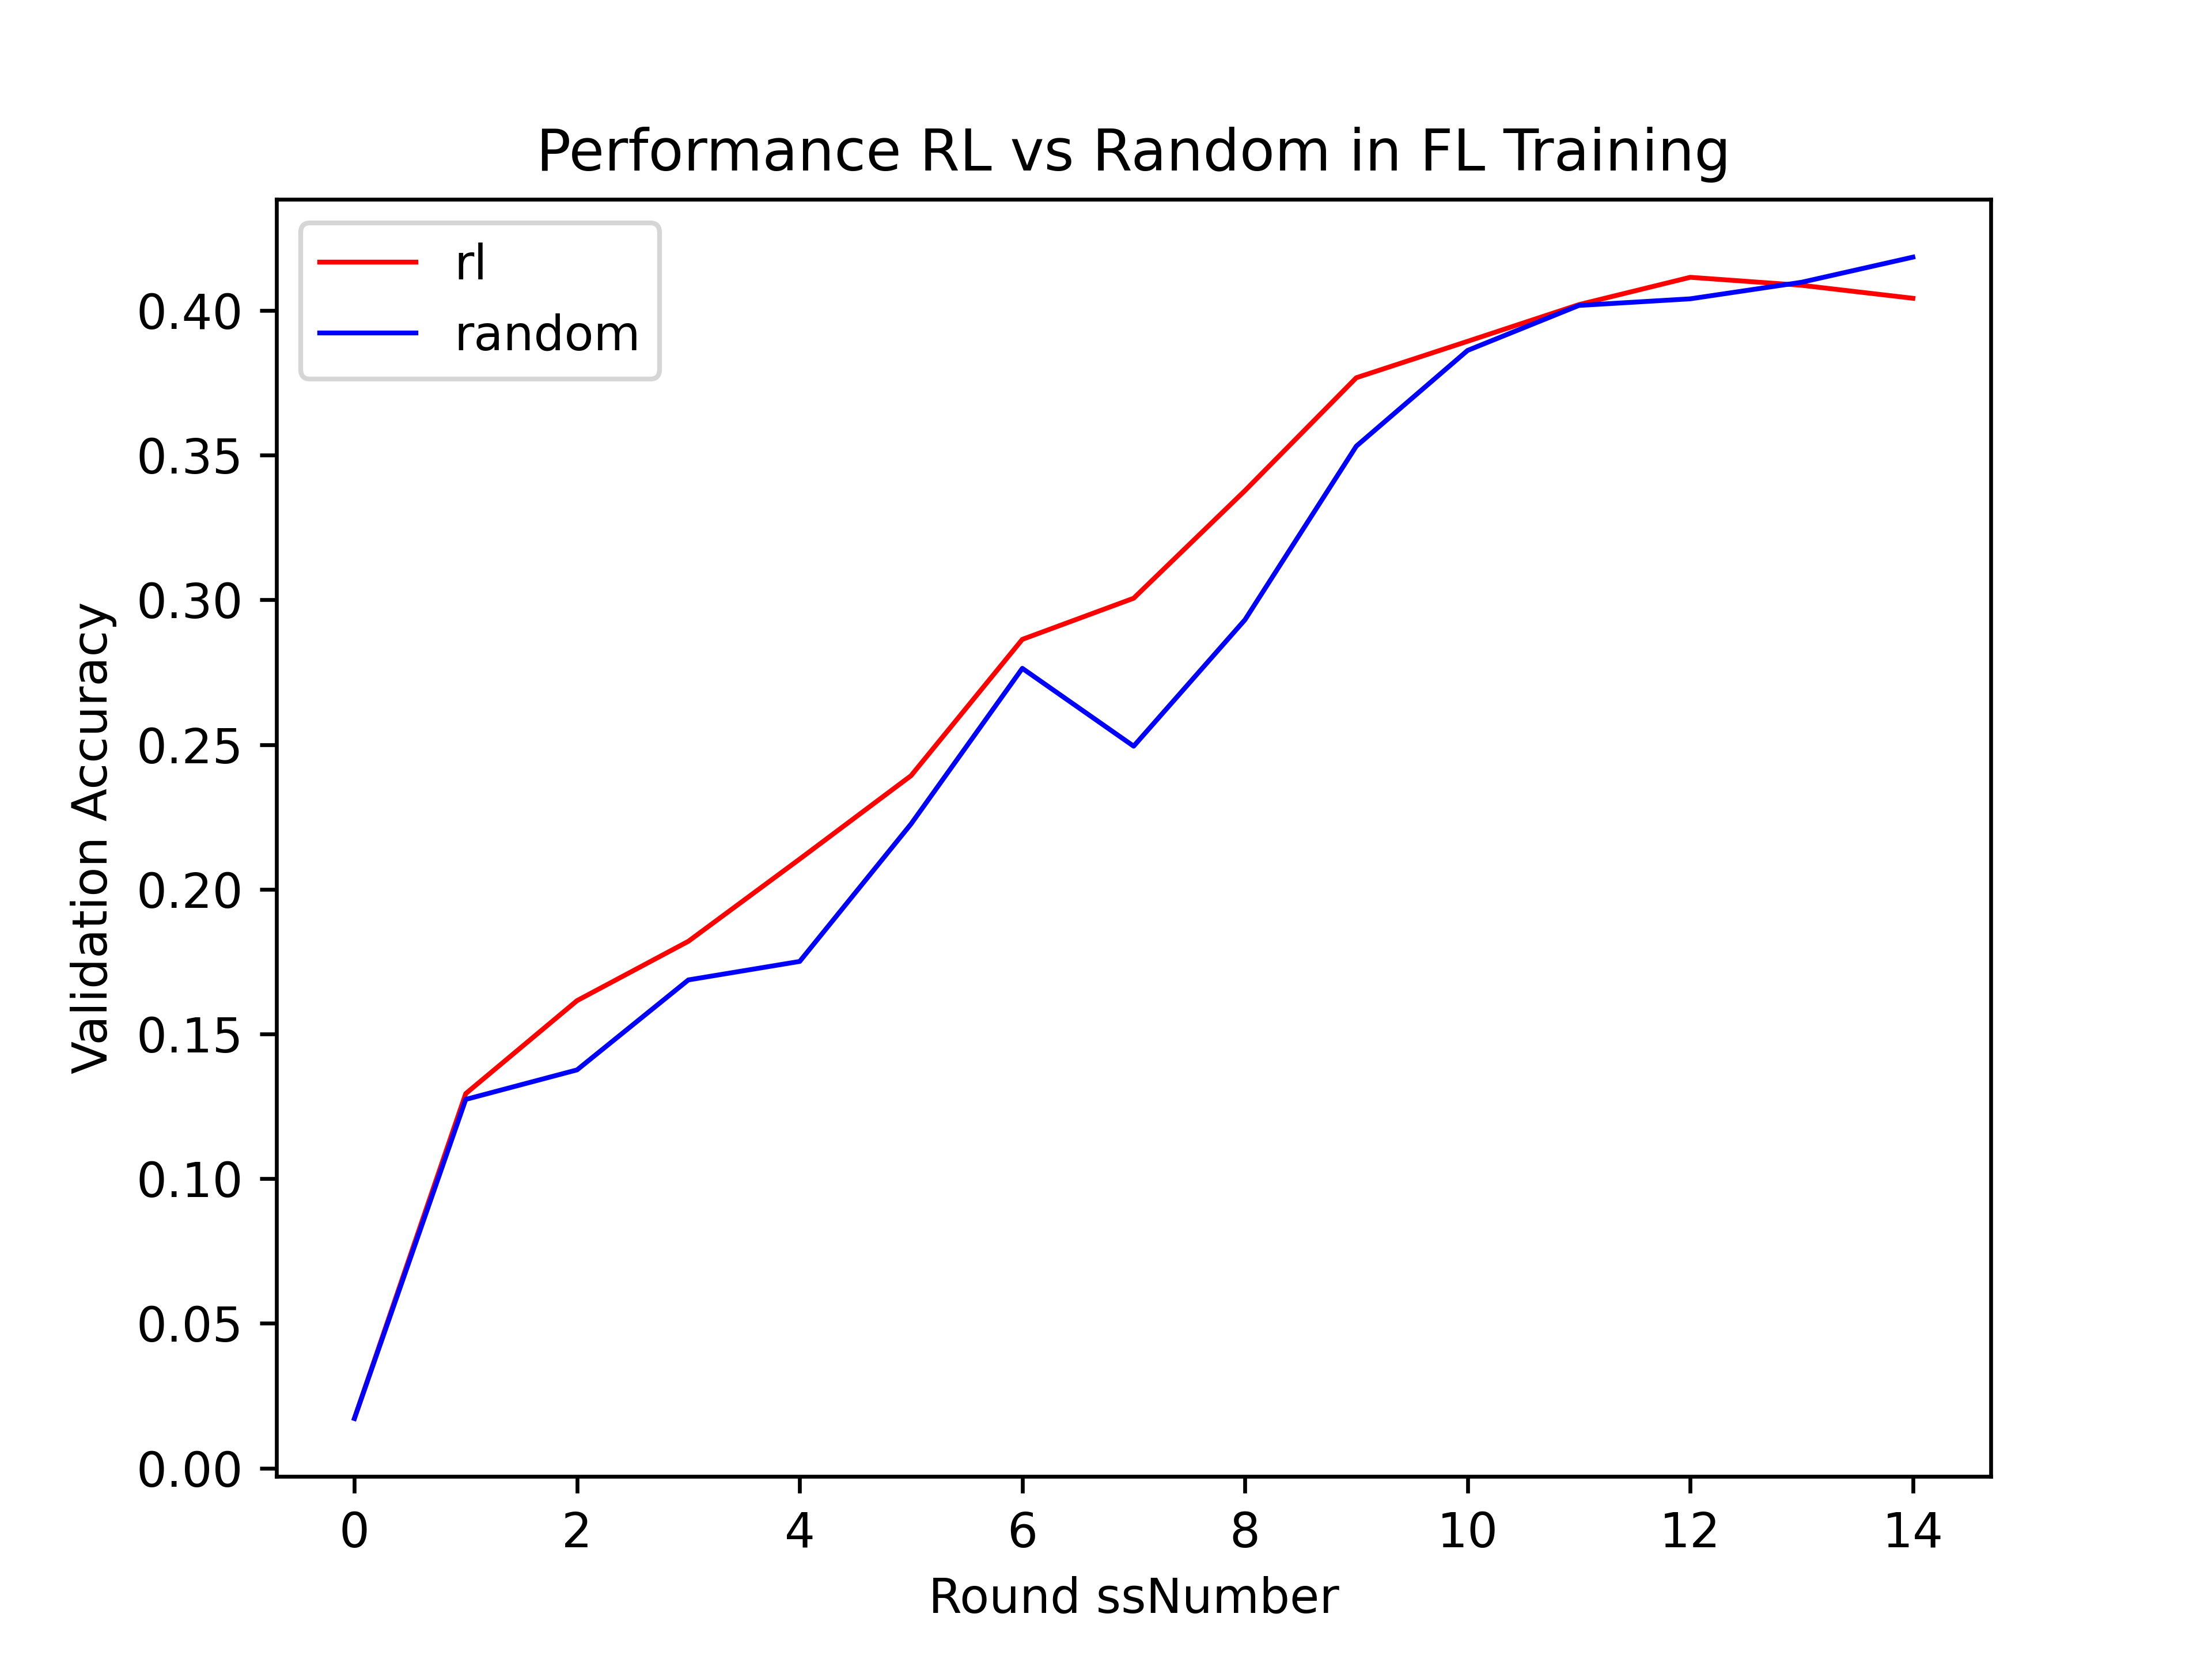 Performance RL vs Random in FL Training
rl
random
0.40
0.35
0.30
0.25
0.20
0.15
0.10
0.05
0.00
Validation Accuracy
0 2 4 6 8 10 12 14
Round ssNumber